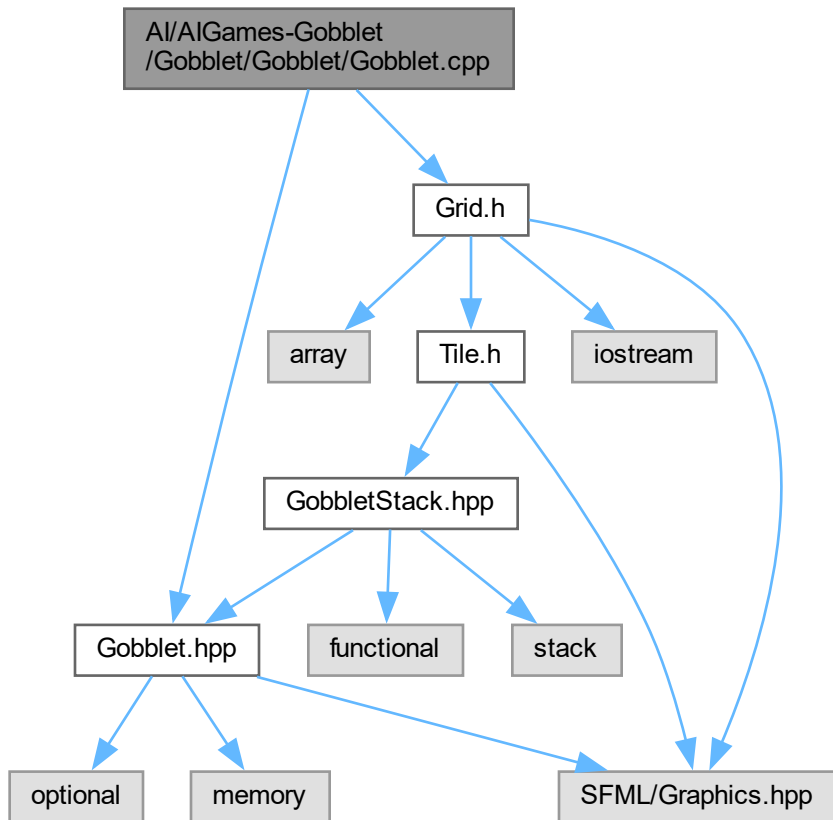 AI/AIGames-Gobblet
/Gobblet/Gobblet/Gobblet.cpp
Grid.h
array
Tile.h
iostream
GobbletStack.hpp
Gobblet.hpp
functional
stack
optional
memory
SFML/Graphics.hpp